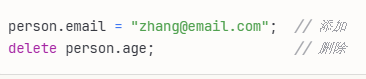 person.email = "zhang@email.com";  // 添加
delete person.age;                 // 删除